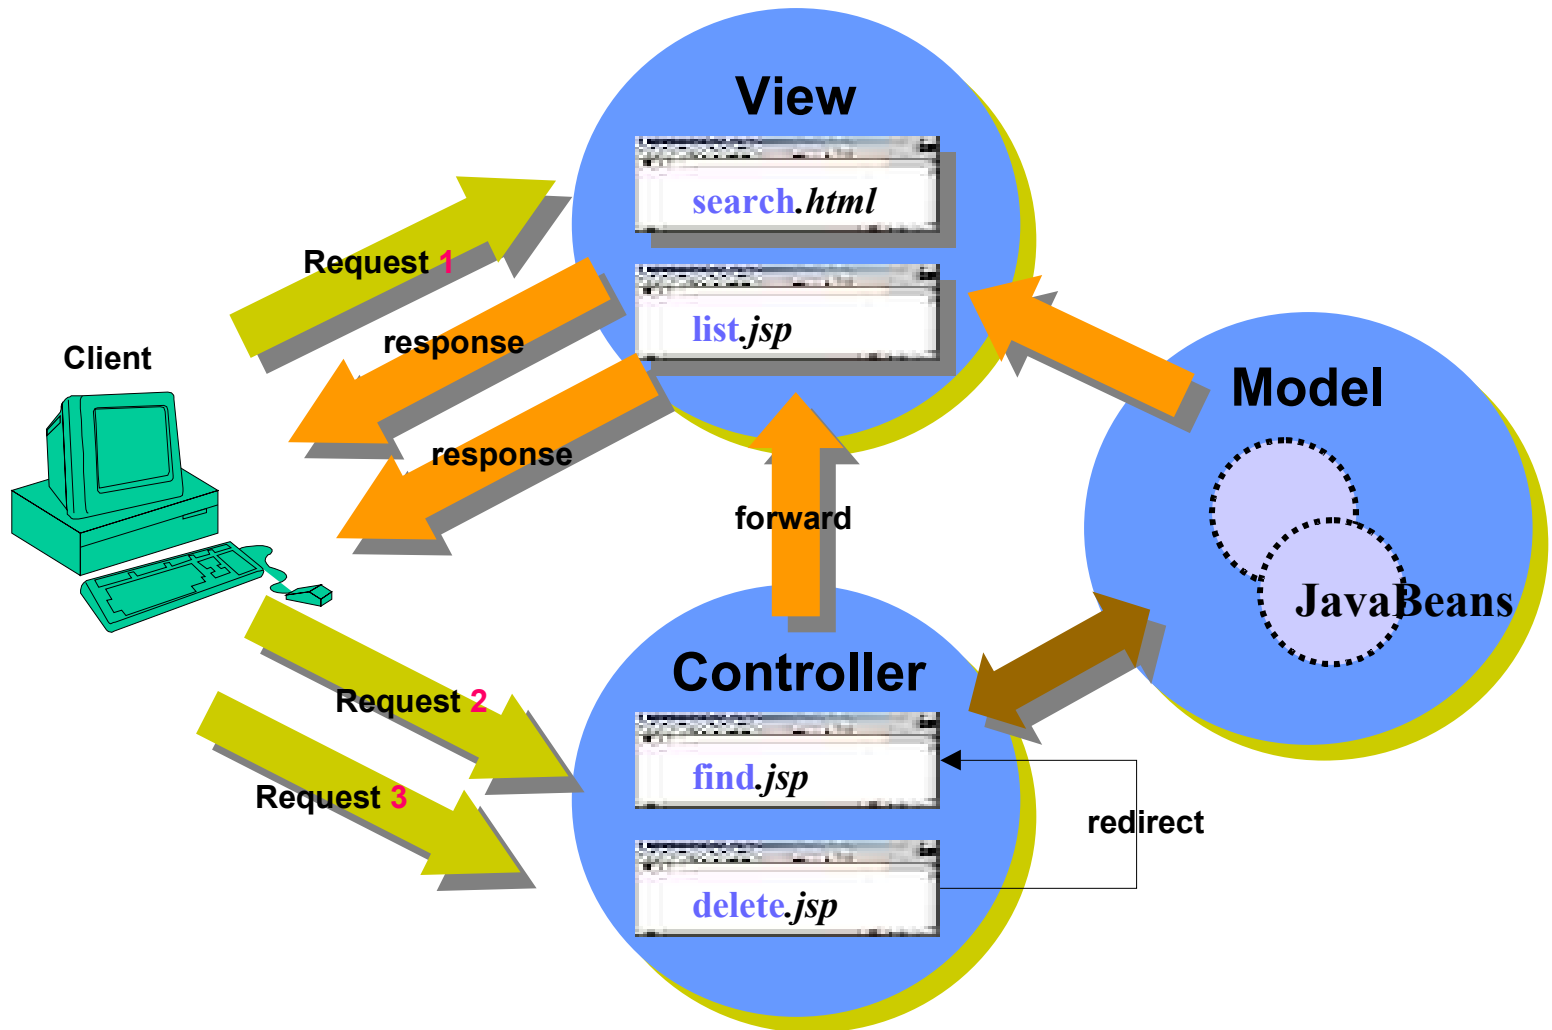 View
search.html
Request 1
list.jsp
response
Client
Model
response
forward
JavaBeans
Controller
Request 2
find.jsp
Request 3
redirect
delete.jsp